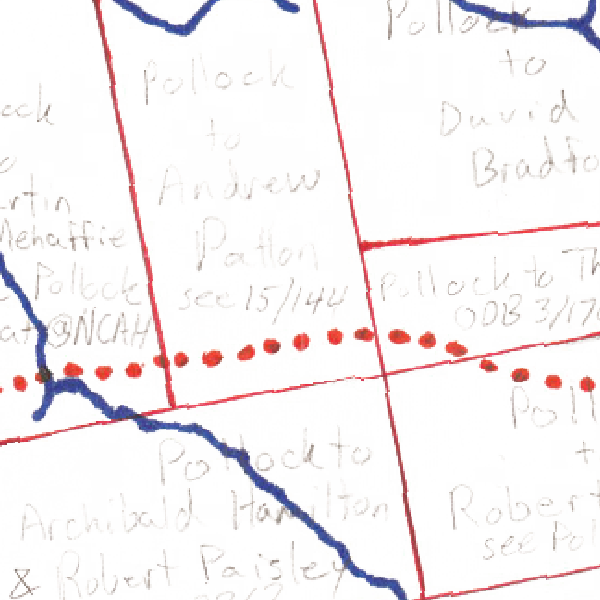 Pollock
to
David
Bradfo
Pollock
to
Andrew
Patton
see 15/144
ock
o
rtin
Mehaffie
Pollock
at @NCAH
Pollock to Th
ODB 3/17
Pollock to
Archibald Hamilton
& Robert Paisley
Poll
t
Robert
see Pol